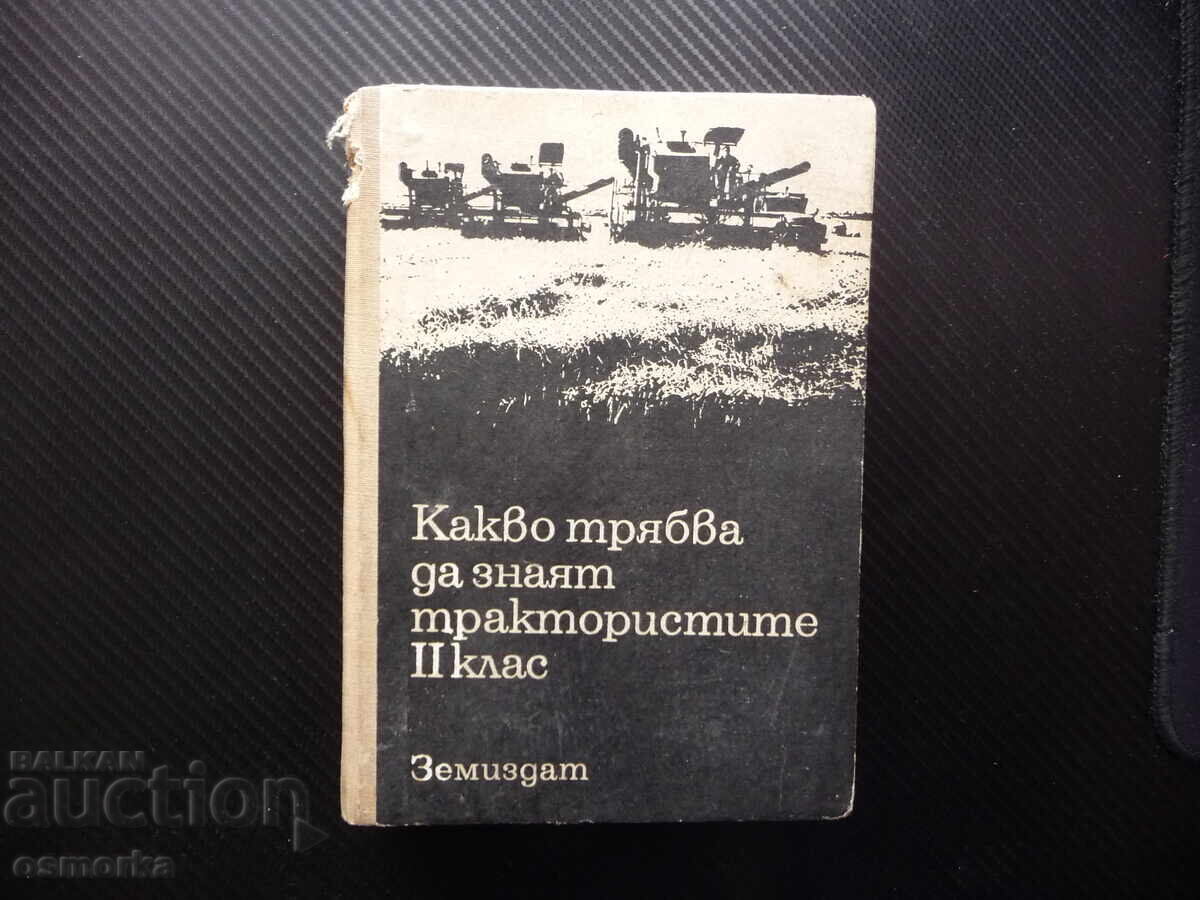 Какво трябва
да знаят
трактористите
II клас
Земиздат
BALKAN
auction
osmorka